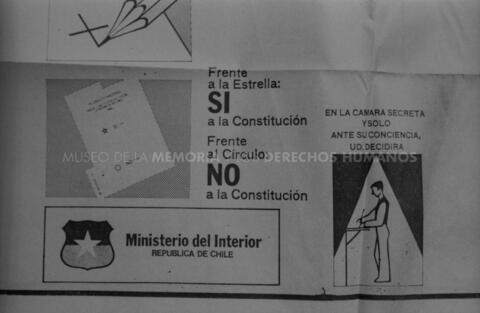 Frente
a la Estrella:
SI
a la Constitución
Frente
al Círculo:
NO
a la Constitución
EN LA CAMARA SECRETA
Y SOLO
ANTE SU CONCIENCIA,
UD. DECIDIRA
MUSEO DE LA MEMORIA Y LOS DERECHOS HUMANOS
Ministerio del Interior
REPUBLICA DE CHILE